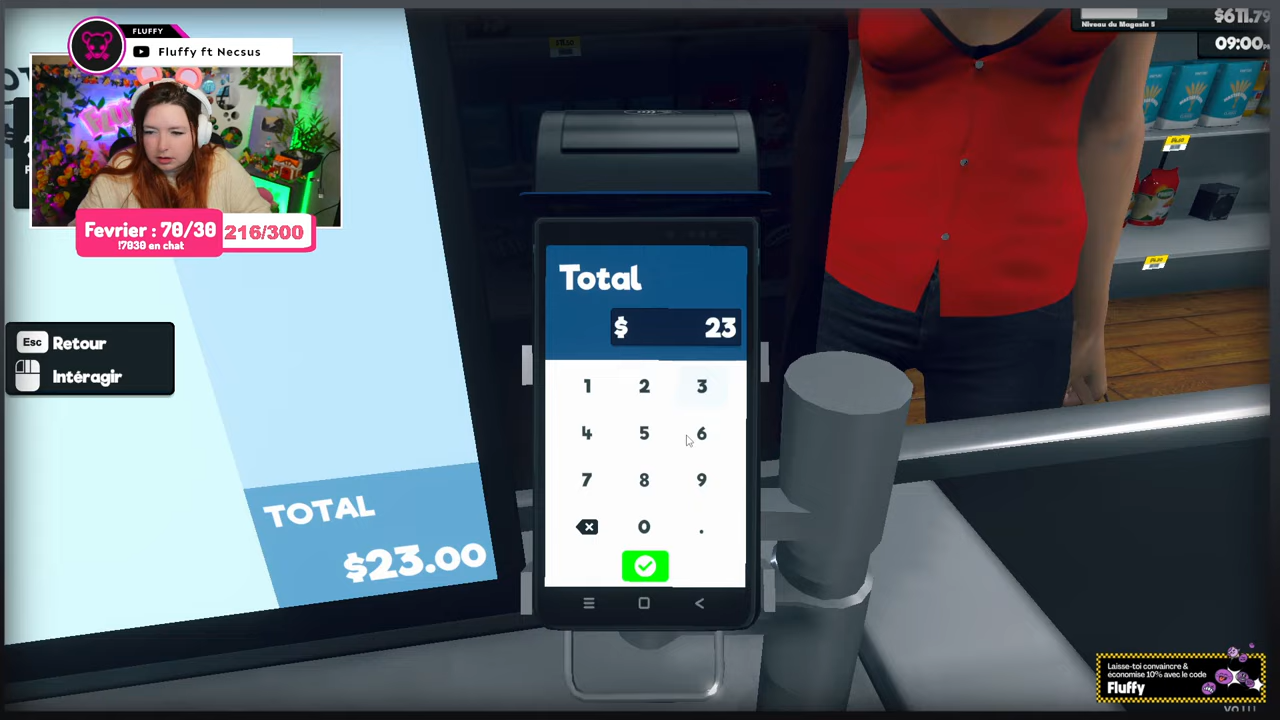 FLUFFY
Fluffy ft Necsus
Fevrier : 70/30
!7030 en chat
216/300
Esc Retour
Intéragir
TOTAL
$23.00
Total
$ 23
1 2 3
4 5 6
7 8 9
0 .
$611.79
Niveau du Magasin 5
09:00
Laisse-toi convaincre &
économise 10% avec le code
Fluffy